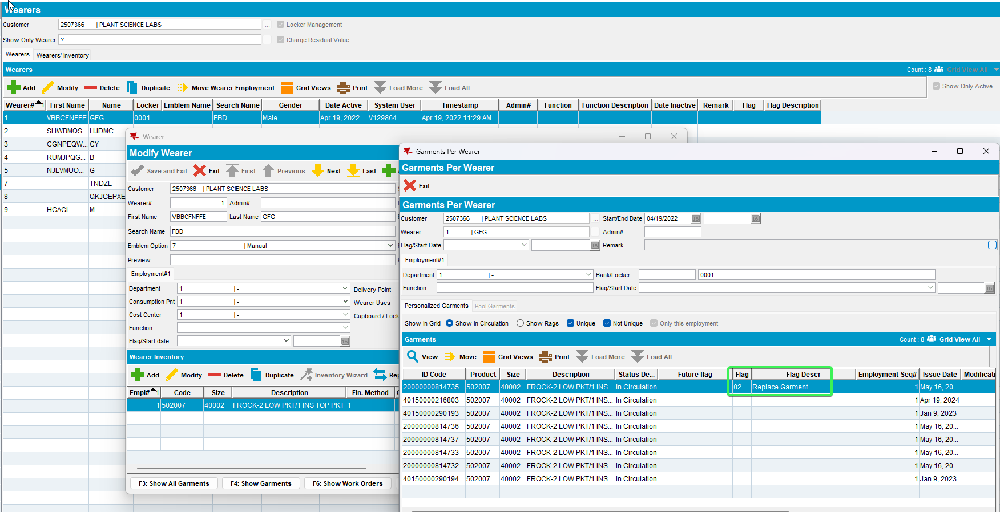 Wearers
Customer 2507366 | PLANT SCIENCE LABS ... Locker Management
Show Only Wearer ? ... Charge Residual Value
Wearers Wearers' Inventory
Wearers Count : 8 Grid View All
Add Modify Delete Duplicate Move Wearer Employment Grid Views Print Load More Load All Show Only Active
Wearer# 1 First Name Name Locker Emblem Name Search Name Gender Date Active System User Timestamp Admin# Function Function Description Date Inactive Remark Flag Flag Description
1 VBBCFNFFE GFG 0001 FBD Male Apr 19, 2022 V129864 Apr 19, 2022 11:29 AM
2 SHWBMQS... HJDMC
3 CGNPEQW... CY
4 RUMJPQG... B
5 NJLVMUO... G
7 TNDZL
8 QKJCEPXE
9 HCAGL M
Wearer
Modify Wearer
Save and Exit Exit First Previous Next Last
Customer 2507366 | PLANT SCIENCE LABS
Wearer# 1 Admin#
First Name VBBCFNFFE Last Name GFG
Search Name FBD
Emblem Option 7 | Manual
Preview
Employment#1
Department 1 | - Delivery Point
Consumption Pnt 1 | - Wearer Uses
Cost Center 1 | - Cupboard / Lock
Function
Flag/Start date 16
Wearer Inventory
Add Modify Delete Duplicate Inventory Wizard Rep
Empl# 1 Code Size Description Fin. Method
1 502007 40002 FROCK-2 LOW PKT/1 INS TOP PKT 1
F3: Show All Garments F4: Show Garments F6: Show Work Orders
Garments Per Wearer
Garments Per Wearer
Exit
Garments Per Wearer
Customer 2507366 | PLANT SCIENCE LABS ... Start/End Date 04/19/2022 16 16
Wearer 1 | GFG ... Admin#
Flag/Start Date 16 Remark ...
Employment#1
Department 1 | - Bank/Locker 0001
Function Flag/Start Date 16
Personalized Garments Pool Garments
Show In Grid Show In Circulation Show Rags Unique Not Unique Only this employment
Garments Count : 8 Grid View All
View Move Grid Views Print Load More Load All
ID Code Product Size Description Status De... Future flag Flag Flag Descr Employment Seq# Issue Date Modificati
20000000814735 502007 40002 FROCK-2 LOW PKT/1 INS... In Circulation 02 Replace Garment 1 May 16, 20...
40150000216803 502007 40002 FROCK-2 LOW PKT/1 INS... In Circulation 1 Apr 19, 2024
40150000290193 502007 40002 FROCK-2 LOW PKT/1 INS... In Circulation 1 Jan 9, 2023
20000000814736 502007 40002 FROCK-2 LOW PKT/1 INS... In Circulation 1 May 16, 20...
20000000814737 502007 40002 FROCK-2 LOW PKT/1 INS... In Circulation 1 May 16, 20...
20000000814733 502007 40002 FROCK-2 LOW PKT/1 INS... In Circulation 1 May 16, 20...
20000000814732 502007 40002 FROCK-2 LOW PKT/1 INS... In Circulation 1 May 16, 20...
40150000290194 502007 40002 FROCK-2 LOW PKT/1 INS... In Circulation 1 Jan 9, 2023